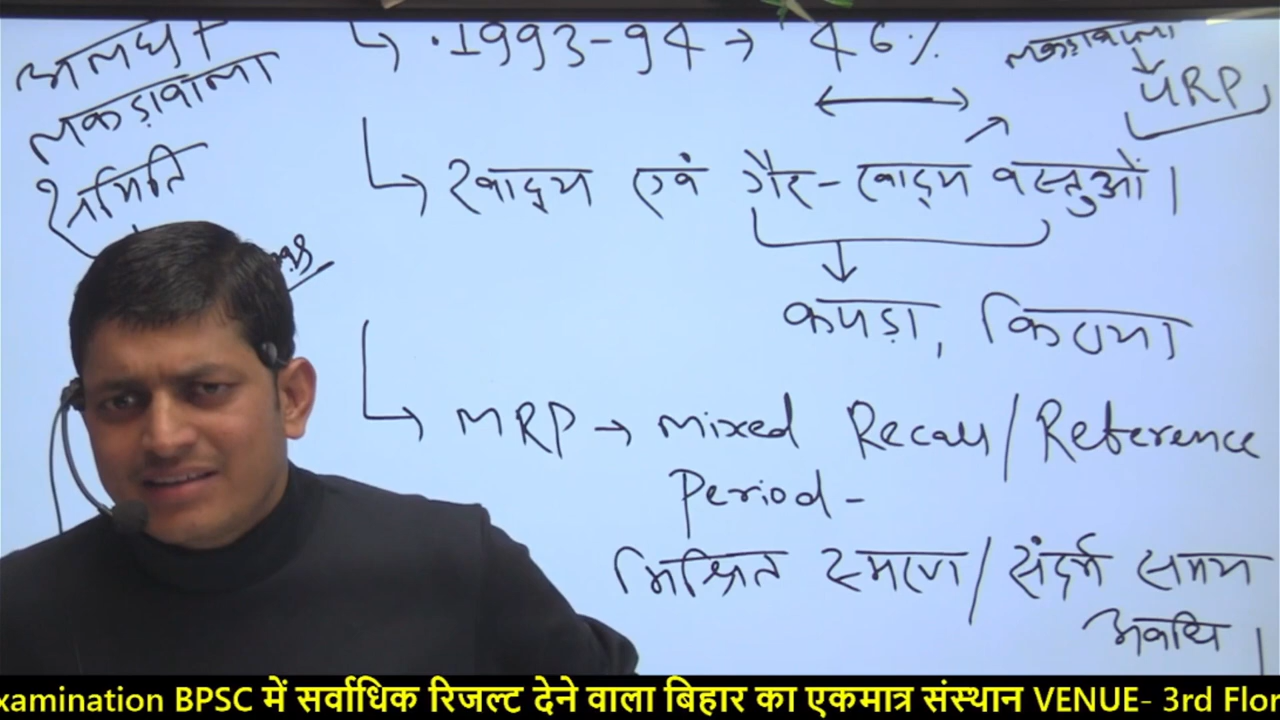 अलघ 1993-94 → 46% लकड़ावाला
लकड़ावाला URP
समिति
खाद्य एवं गैर-खाद्य वस्तुओं।
कपड़ा, किराया
MRP → Mixed Recall/Reference
Period-
मिश्रित स्मरण/संदर्भ समय
अवधि।
xamination BPSC में सर्वाधिक रिजल्ट देने वाला बिहार का एकमात्र संस्थान VENUE- 3rd Flor